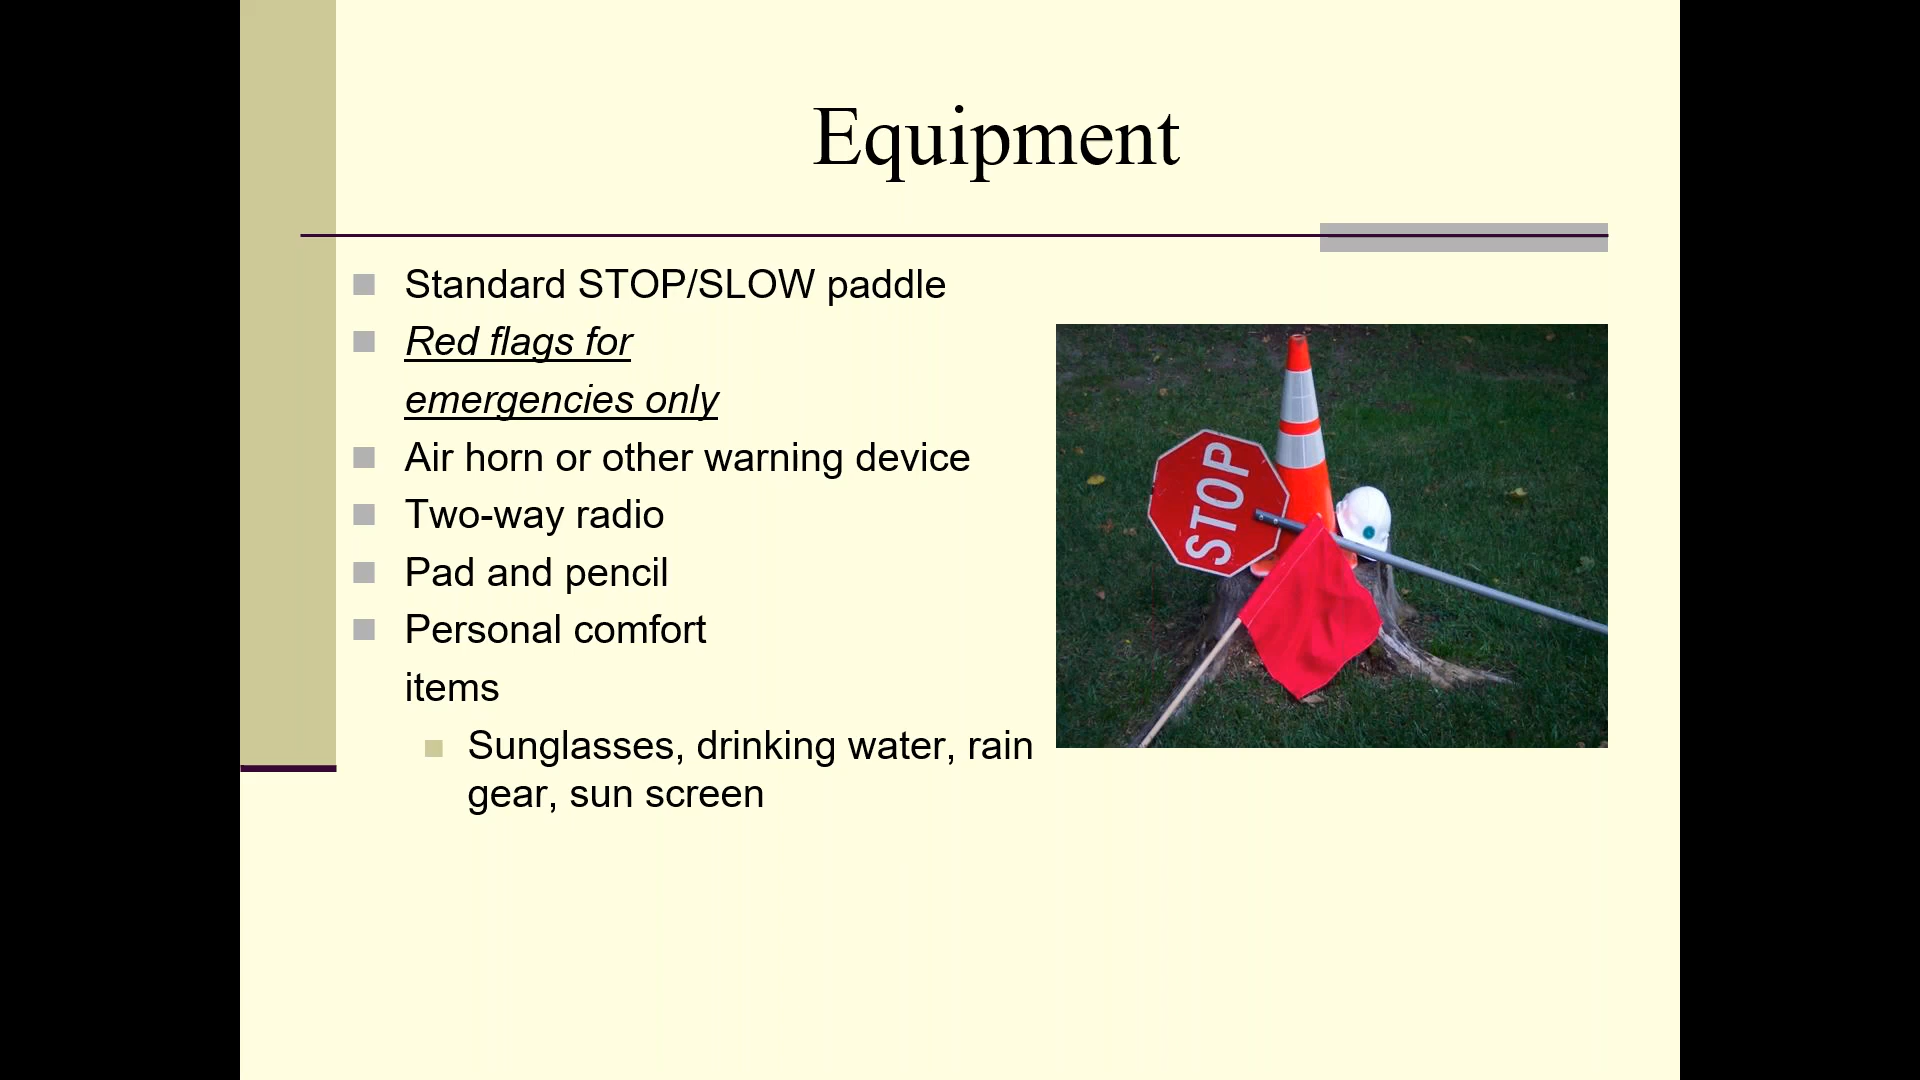 Equipment
Standard STOP/SLOW paddle
Red flags for
emergencies only
Air horn or other warning device
Two-way radio
Pad and pencil
Personal comfort
items
Sunglasses, drinking water, rain
gear, sun screen
STOP